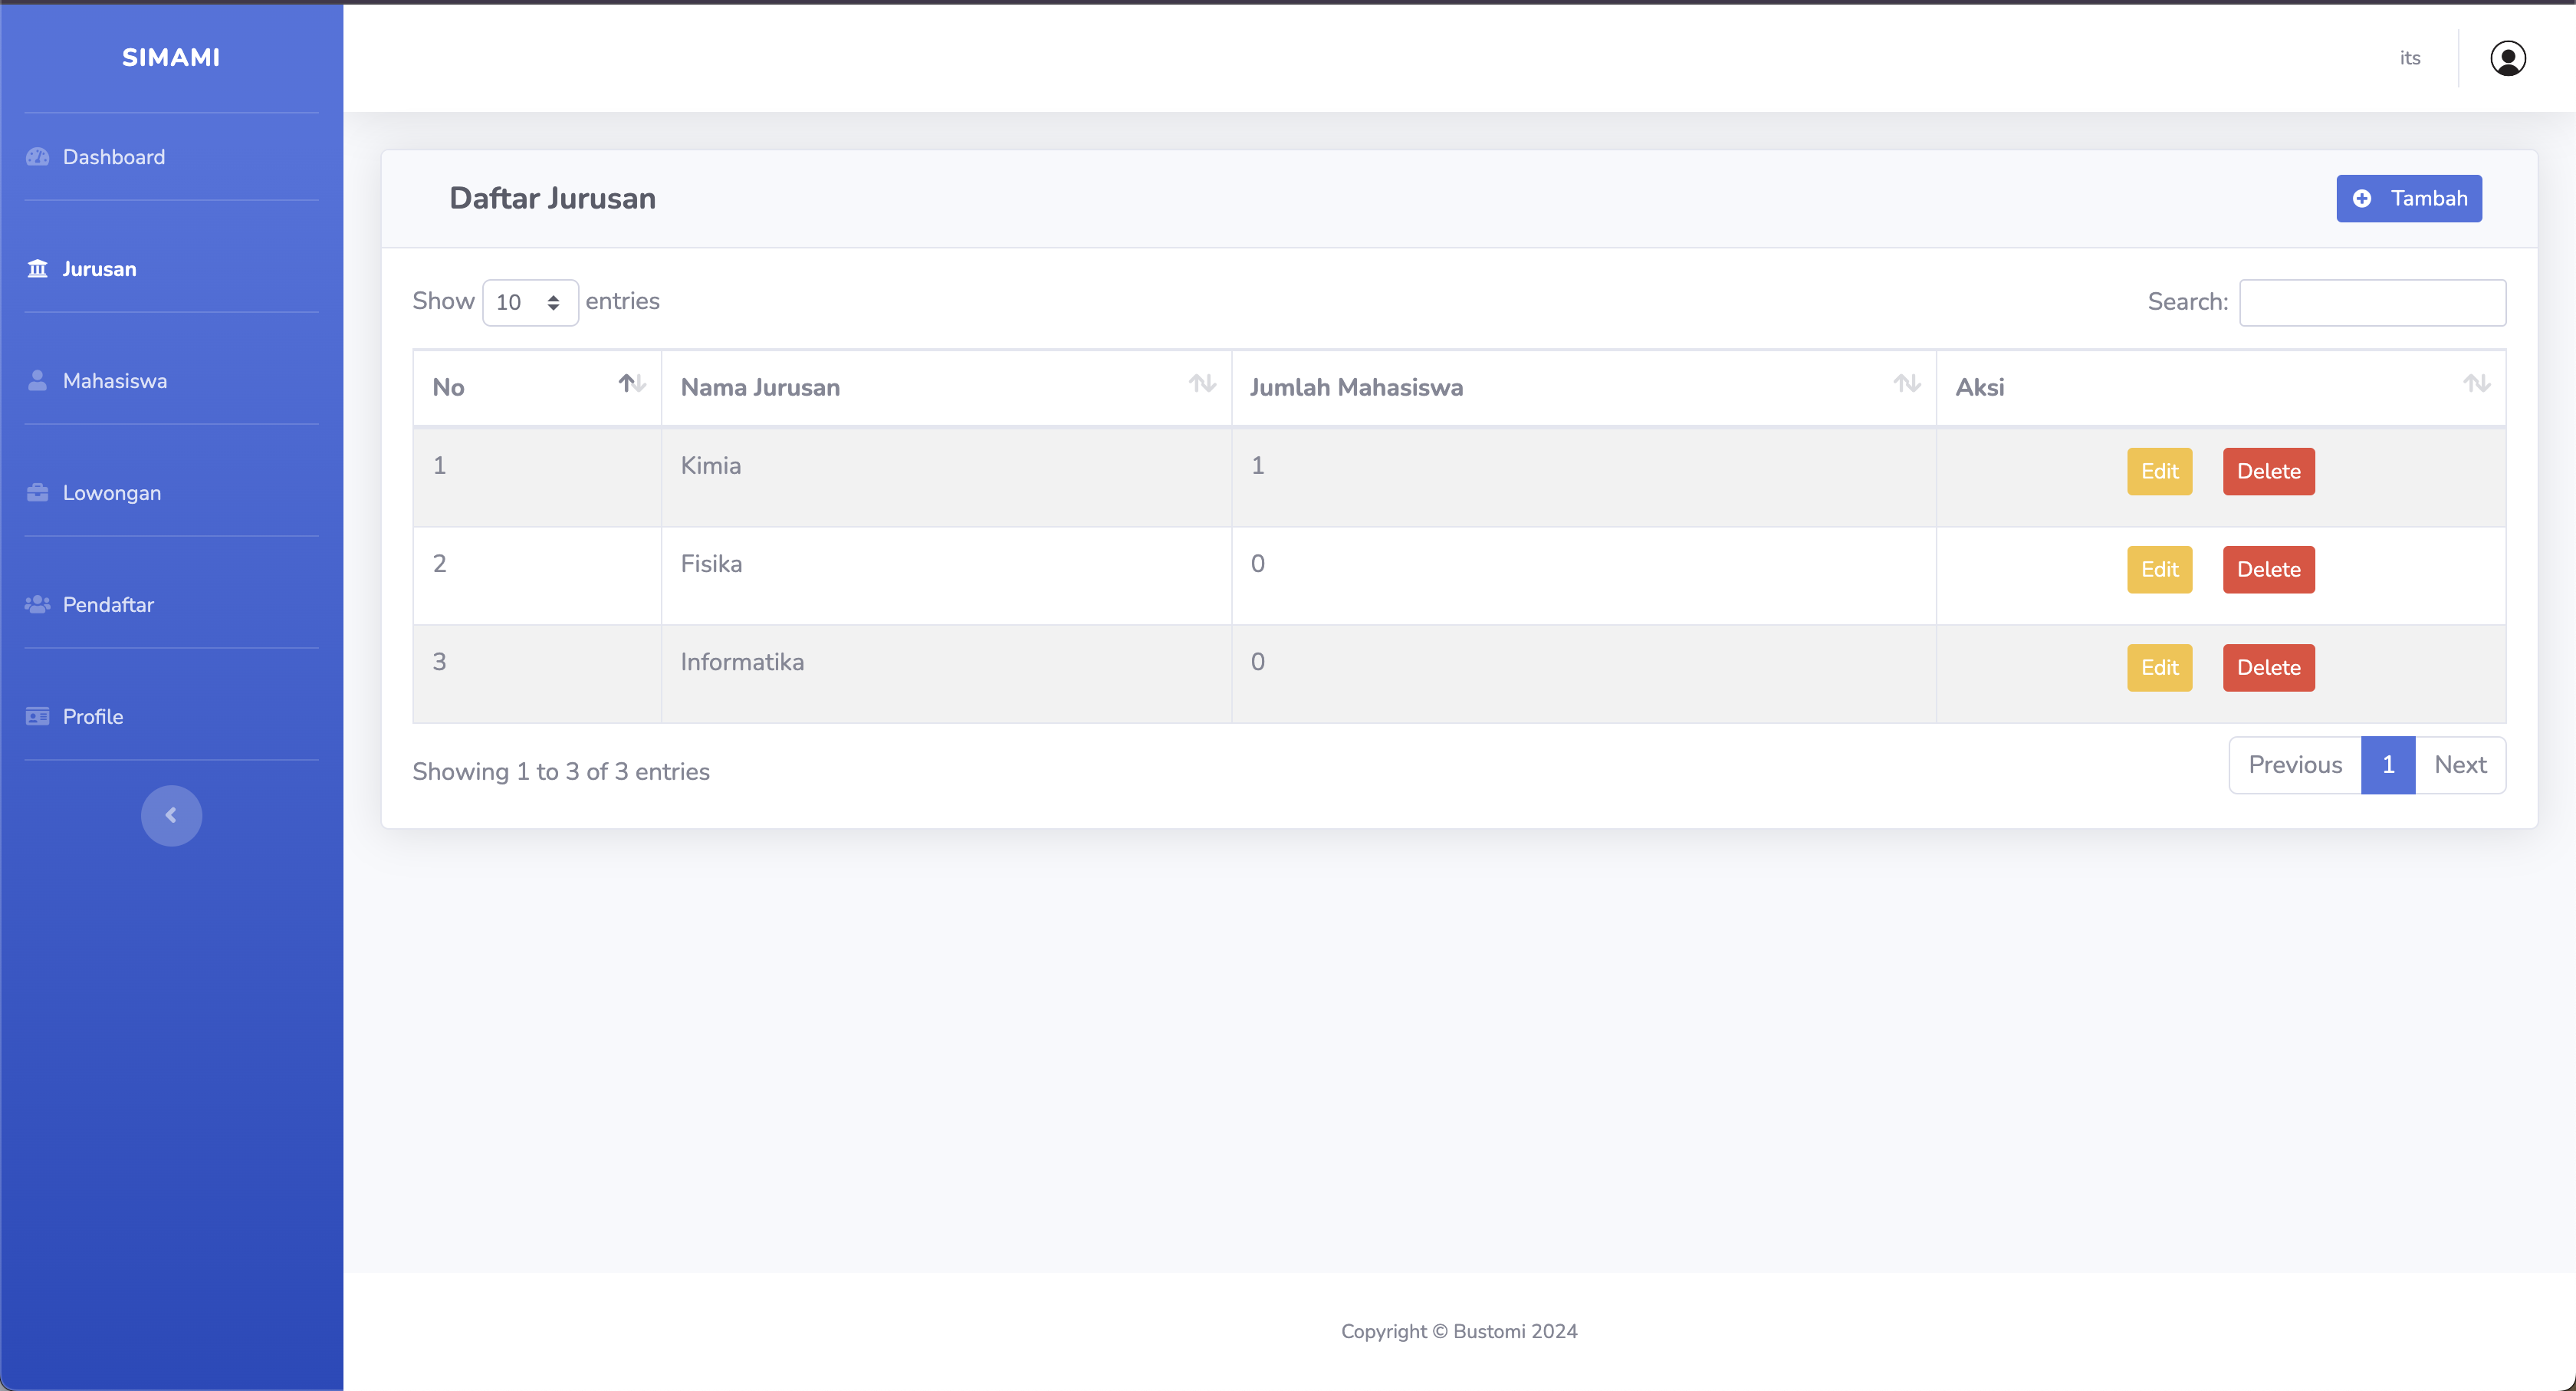 SIMAMI
Dashboard
Jurusan
Mahasiswa
Lowongan
Pendaftar
Profile
its
Daftar Jurusan
Tambah
Show 10 entries
Search:
No Nama Jurusan Jumlah Mahasiswa Aksi
1 Kimia 1 Edit Delete
2 Fisika 0 Edit Delete
3 Informatika 0 Edit Delete
Showing 1 to 3 of 3 entries
Previous 1 Next
Copyright © Bustomi 2024